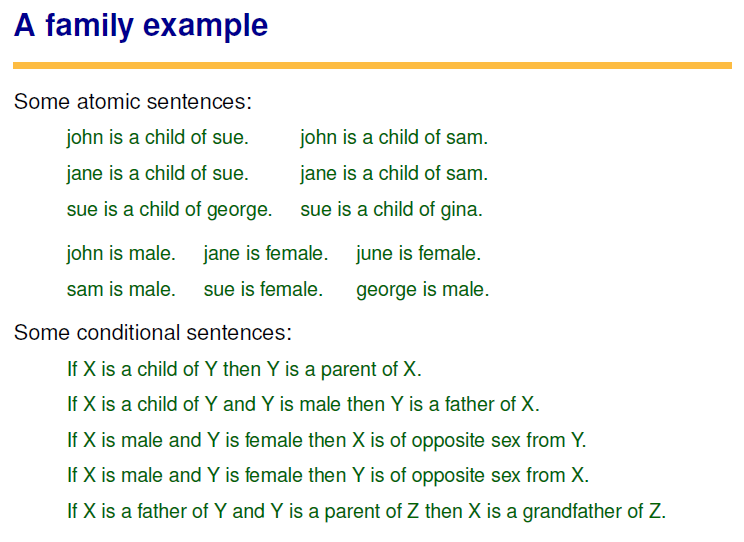 A family example
Some atomic sentences:
john is a child of sue. john is a child of sam.
jane is a child of sue. jane is a child of sam.
sue is a child of george. sue is a child of gina.
john is male. jane is female. june is female.
sam is male. sue is female. george is male.
Some conditional sentences:
If X is a child of Y then Y is a parent of X.
If X is a child of Y and Y is male then Y is a father of X.
If X is male and Y is female then X is of opposite sex from Y.
If X is male and Y is female then Y is of opposite sex from X.
If X is a father of Y and Y is a parent of Z then X is a grandfather of Z.